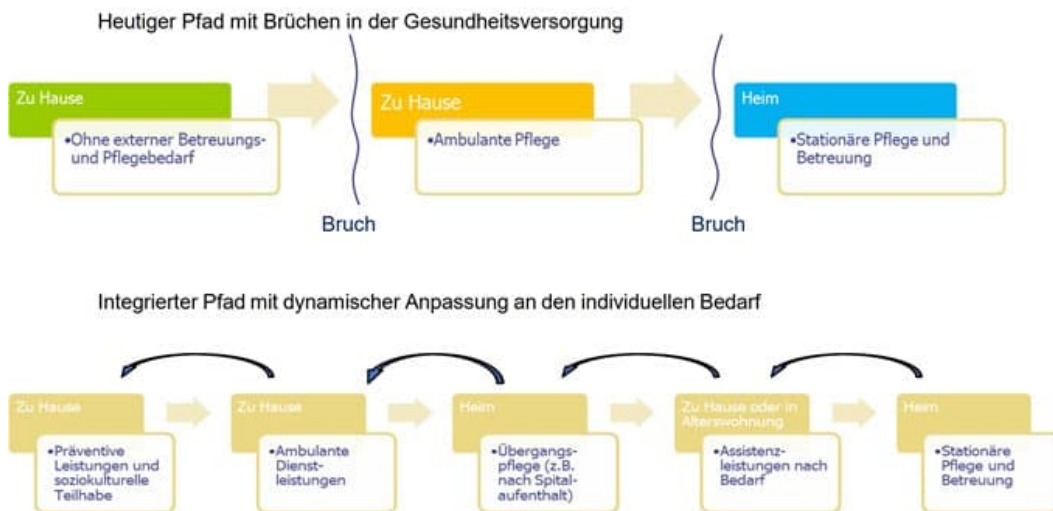 Heutiger Pfad mit Brüchen in der Gesundheitsversorgung
Zu Hause
•Ohne externer Betreuungs-
und Pflegebedarf
Bruch
Zu Hause
•Ambulante Pflege
Bruch
Heim
•Stationäre Pflege und
Betreuung
Integrierter Pfad mit dynamischer Anpassung an den individuellen Bedarf
Zu Hause
•Präventive
Leistungen und
soziokulturelle
Teilhabe
Zu Hause
•Ambulante
Dienst-
leistungen
Heim
•Übergangs-
pflege (z.B.
nach Spital-
aufenthalt)
Zu Hause oder in
Alterswohnung
•Assistenz-
leistungen nach
Bedarf
Heim
•Stationäre
Pflege und
Betreuung